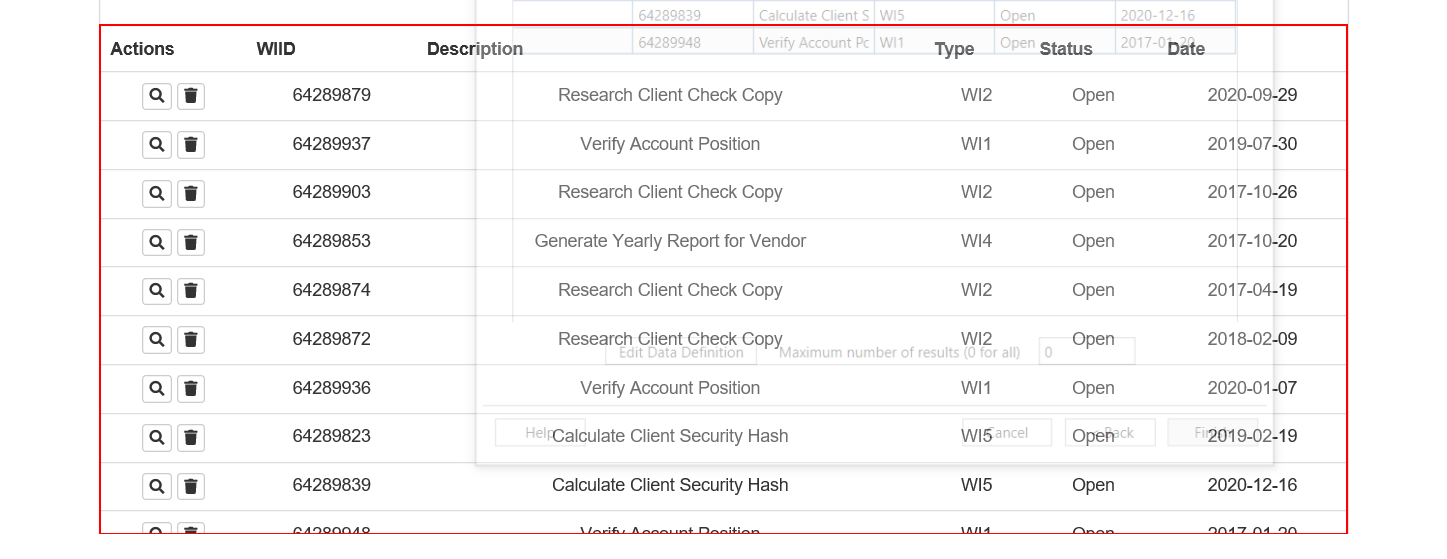 64289839 Calculate Client S WI5 Open 2020-12-16
64289948 Verify Account Pc WI1 Open 2017-01-20
Actions WIID Description Type Status Date
64289879 Research Client Check Copy WI2 Open 2020-09-29
64289937 Verify Account Position WI1 Open 2019-07-30
64289903 Research Client Check Copy WI2 Open 2017-10-26
64289853 Generate Yearly Report for Vendor WI4 Open 2017-10-20
64289874 Research Client Check Copy WI2 Open 2017-04-19
64289872 Research Client Check Copy WI2 Open 2018-02-09
Edit Data Definition Maximum number of results (0 for all) 0
64289936 Verify Account Position WI1 Open 2020-01-07
Help Cancel < Back Finish
64289823 Calculate Client Security Hash WI5 Open 2019-02-19
64289839 Calculate Client Security Hash WI5 Open 2020-12-16
64289948 Verify Account Position WI1 Open 2017-01-20